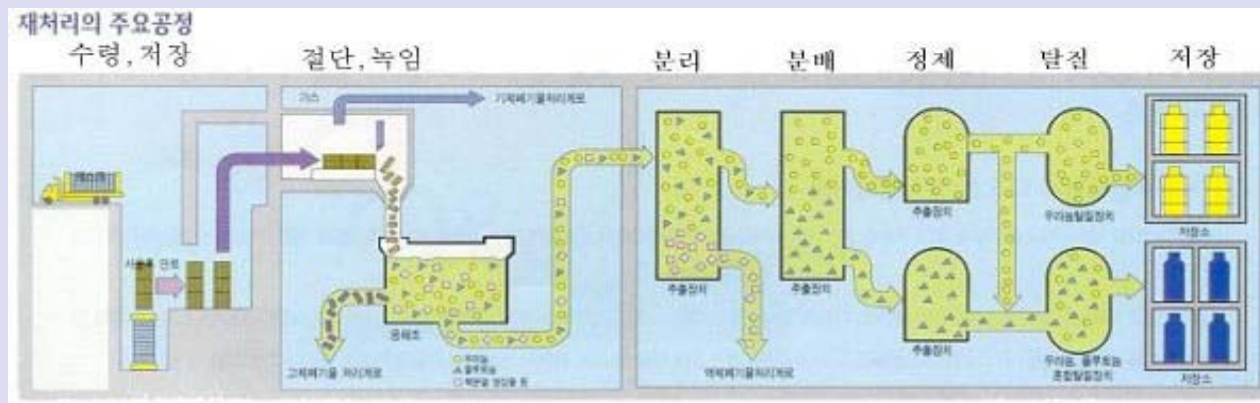 재처리의 주요공정
수령,저장
절단,녹임
분리
분배
정제
탈질
저장
가스
기체폐기물처리계로
사용후 연료
용해조
고체폐기물 처리계로
우라늄
플루토늄
핵분열 생성물 등
추출장치
액체폐기물처리계로
추출장치
추출장치
우라늄탈질장치
저장소
추출장치
우라늄, 플루토늄
혼합탈질장치
저장소